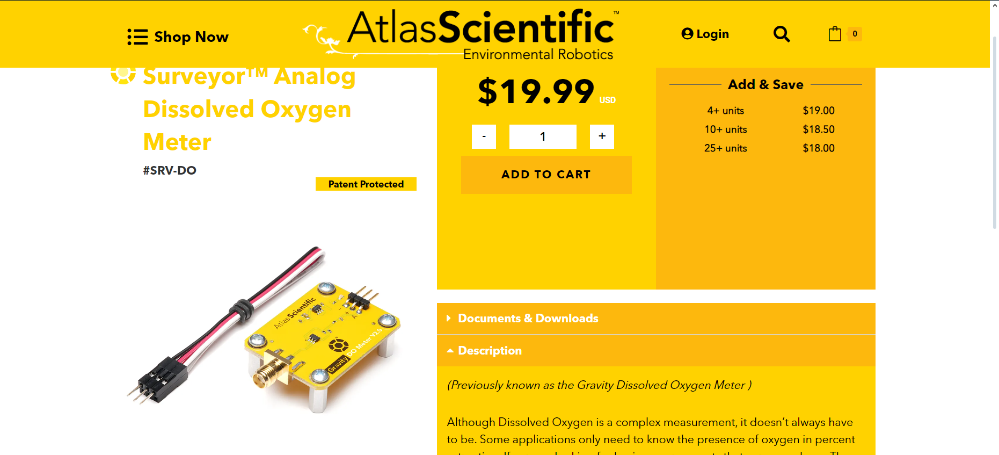 Shop Now
AtlasScientific™
Environmental Robotics
Login
0
Surveyor™ Analog
Dissolved Oxygen
Meter
#SRV-DO
Patent Protected
AtlasScientific
Gravity DO Meter V2.0
- +
A
$19.99 USD
- 1 +
ADD TO CART
Add & Save
4+ units $19.00
10+ units $18.50
25+ units $18.00
Documents & Downloads
Description
(Previously known as the Gravity Dissolved Oxygen Meter )
Although Dissolved Oxygen is a complex measurement, it doesn’t always have
to be. Some applications only need to know the presence of oxygen in percent